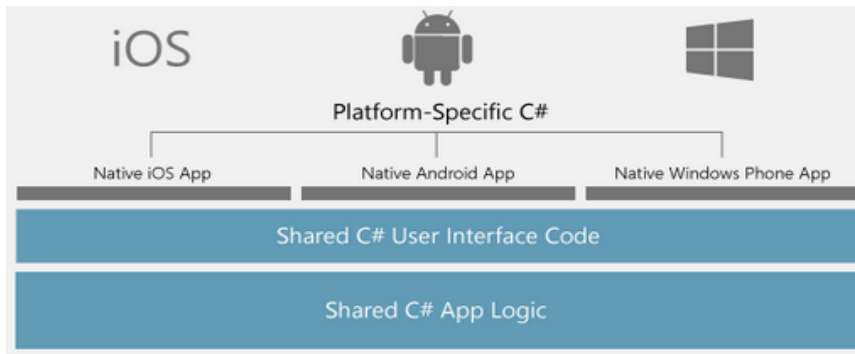 iOS
Platform-Specific C#
Native iOS App
Native Android App
Native Windows Phone App
Shared C# User Interface Code
Shared C# App Logic